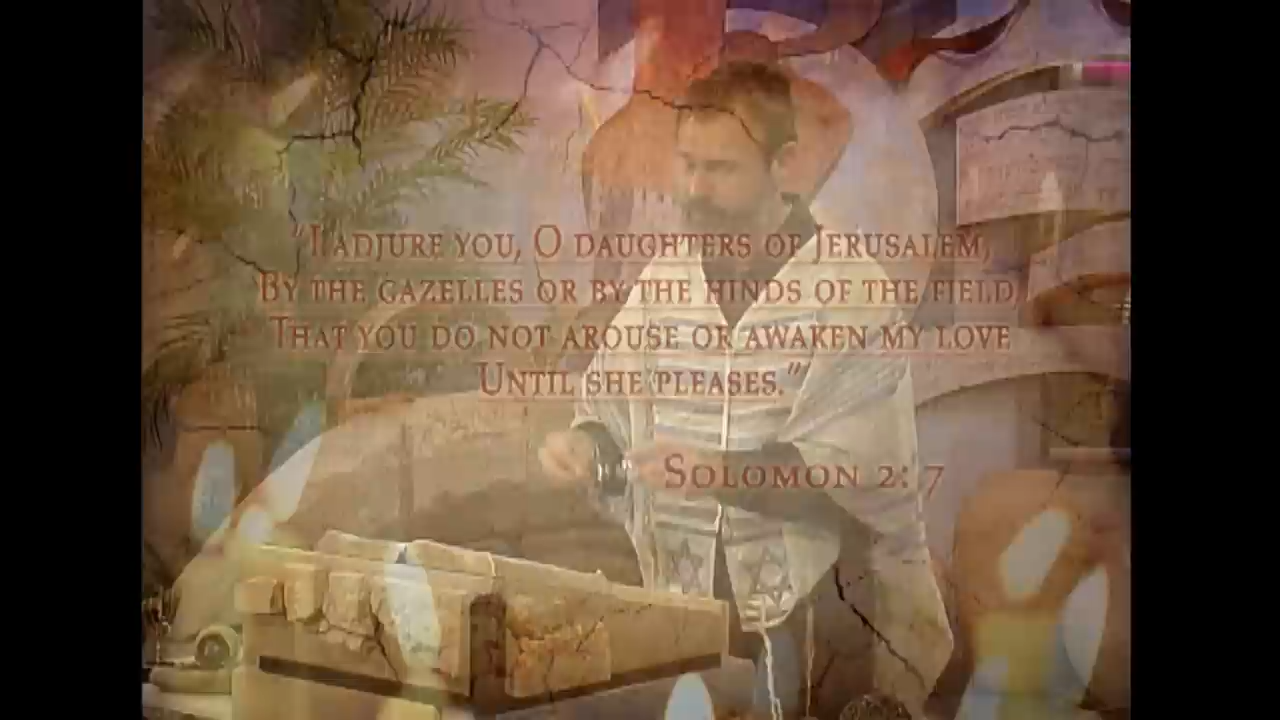 "I adjure you, O daughters of Jerusalem,
By the gazelles or by the hinds of the field,
That you do not arouse or awaken my love
Until she pleases."
Solomon 2: 7